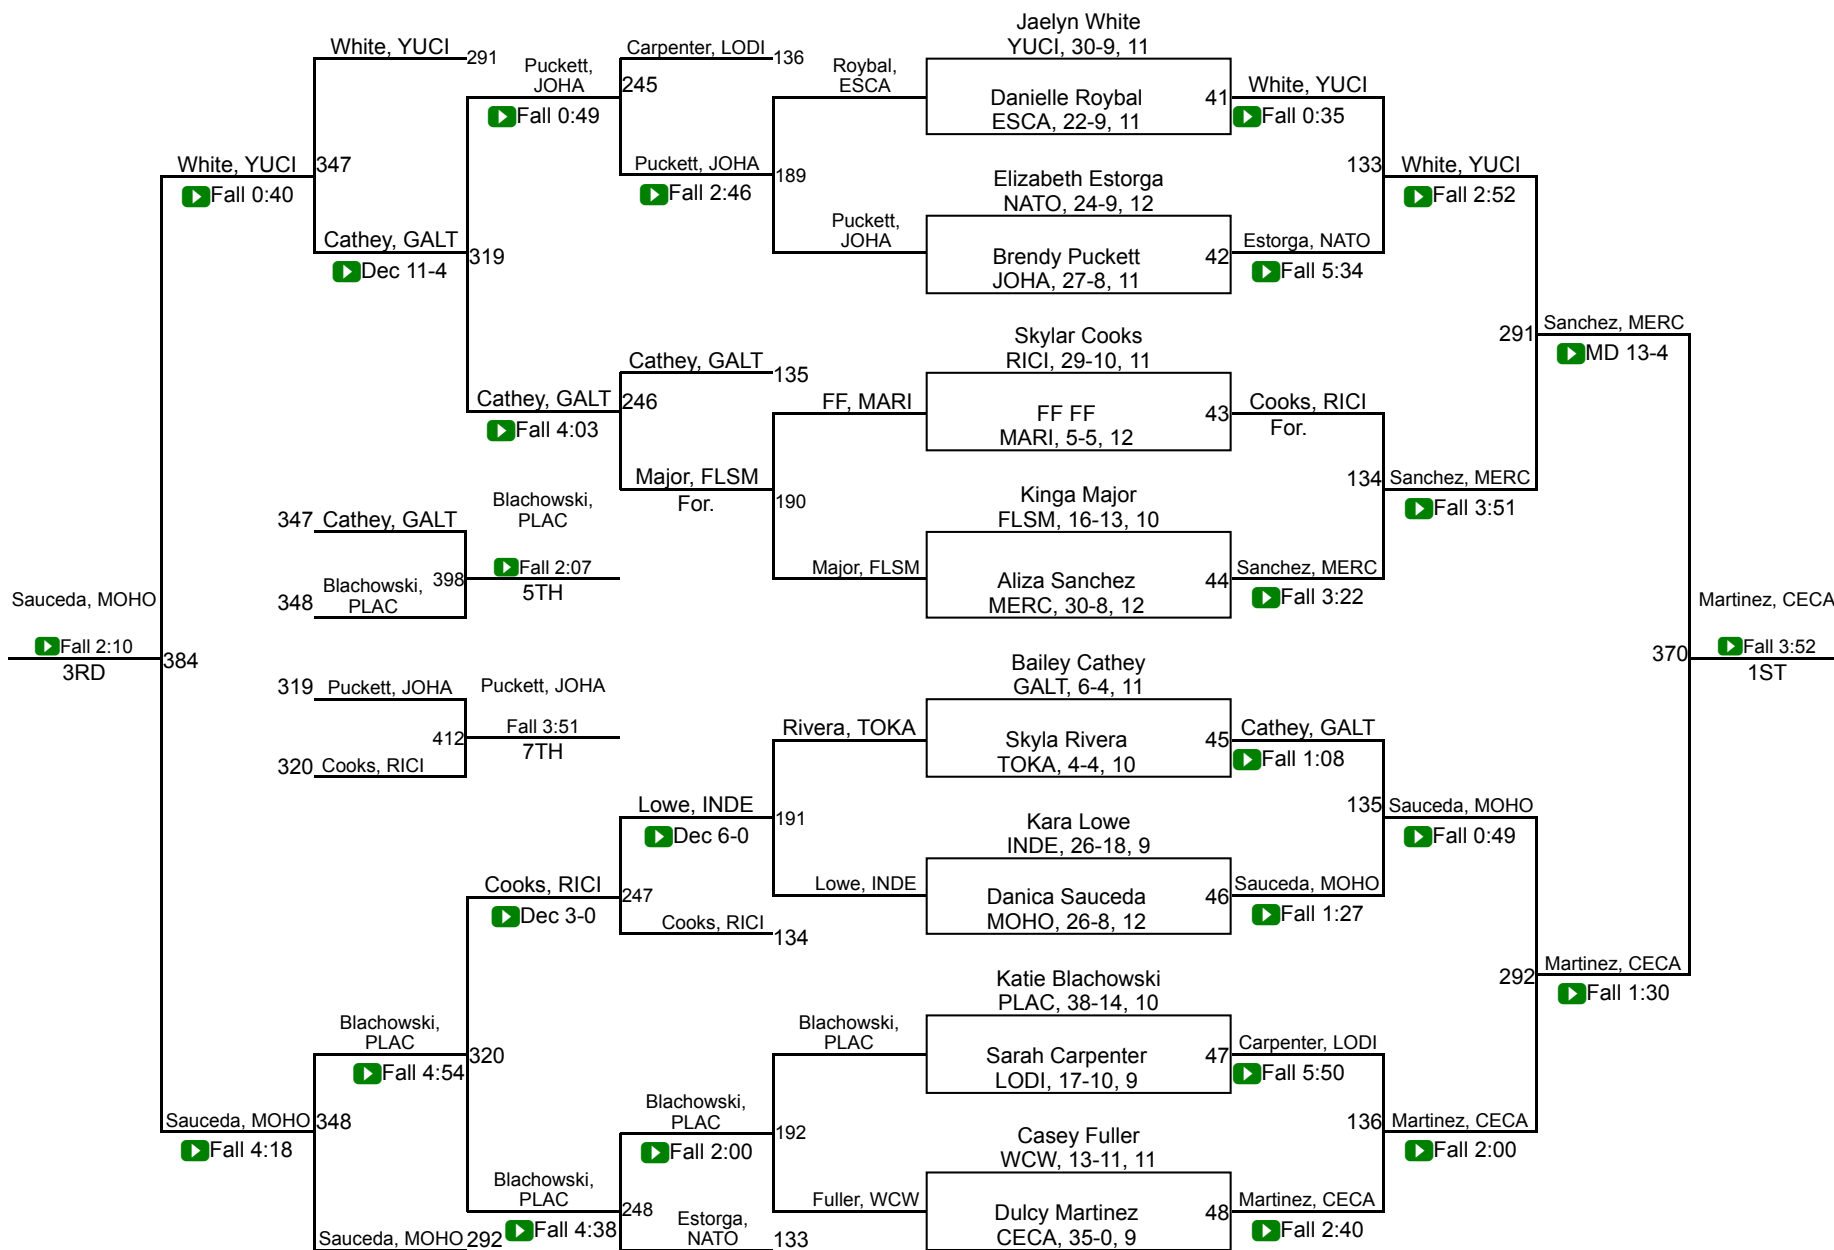 Jaelyn White
YUCI, 30-9, 11
White, YUCI
291
Puckett,
JOHA
Fall 0:49
245
Carpenter, LODI
136
Roybal,
ESCA
Danielle Roybal
ESCA, 22-9, 11
41
White, YUCI
Fall 0:35
White, YUCI
Fall 0:40
347
Puckett, JOHA
Fall 2:46
189
133
White, YUCI
Fall 2:52
Elizabeth Estorga
NATO, 24-9, 12
Cathey, GALT
Dec 11-4
319
Puckett,
JOHA
Brendy Puckett
JOHA, 27-8, 11
42
Estorga, NATO
Fall 5:34
291
Sanchez, MERC
MD 13-4
Skylar Cooks
RICI, 29-10, 11
Cathey, GALT
135
Cathey, GALT
Fall 4:03
246
FF, MARI
FF FF
MARI, 5-5, 12
43
Cooks, RICI
For.
Major, FLSM
For.
190
134
Sanchez, MERC
Fall 3:51
Kinga Major
FLSM, 16-13, 10
Blachowski,
PLAC
347
Cathey, GALT
398
Fall 2:07
5TH
348
Blachowski,
PLAC
Major, FLSM
Aliza Sanchez
MERC, 30-8, 12
44
Sanchez, MERC
Fall 3:22
Sauceda, MOHO
Fall 2:10
3RD
384
Martinez, CECA
370
Fall 3:52
1ST
319
Puckett, JOHA
Puckett, JOHA
412
Fall 3:51
7TH
320
Cooks, RICI
Bailey Cathey
GALT, 6-4, 11
Rivera, TOKA
Skyla Rivera
TOKA, 4-4, 10
45
Cathey, GALT
Fall 1:08
Lowe, INDE
Dec 6-0
191
135
Sauceda, MOHO
Fall 0:49
Kara Lowe
INDE, 26-18, 9
Cooks, RICI
Dec 3-0
247
Cooks, RICI
134
Lowe, INDE
Danica Sauceda
MOHO, 26-8, 12
46
Sauceda, MOHO
Fall 1:27
292
Martinez, CECA
Fall 1:30
Katie Blachowski
PLAC, 38-14, 10
Blachowski,
PLAC
Fall 4:54
320
Blachowski,
PLAC
Sarah Carpenter
LODI, 17-10, 9
47
Carpenter, LODI
Fall 5:50
Sauceda, MOHO
Fall 4:18
348
Blachowski,
PLAC
Fall 2:00
192
136
Martinez, CECA
Fall 2:00
Casey Fuller
WCW, 13-11, 11
Blachowski,
PLAC
Fall 4:38
248
Fuller, WCW
Dulcy Martinez
CECA, 35-0, 9
48
Martinez, CECA
Fall 2:40
Sauceda, MOHO
292
Estorga,
NATO
133